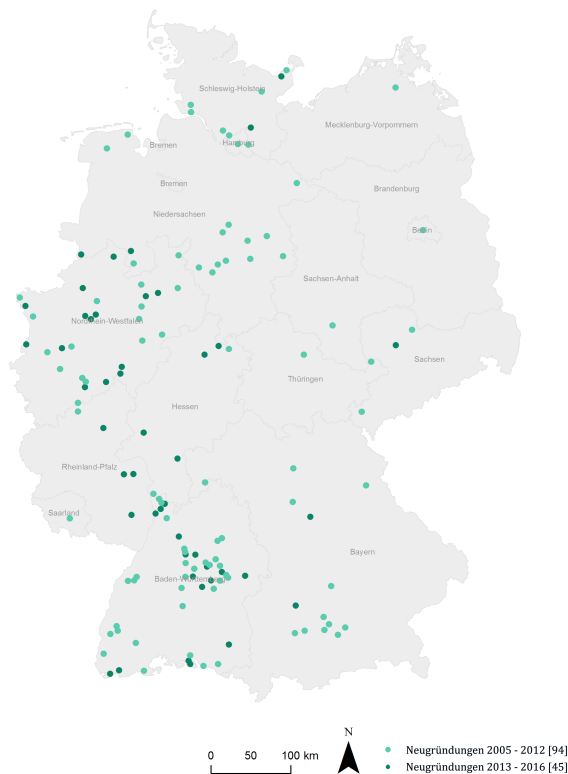 Schleswig-Holstein
Mecklenburg-Vorpommern
Hamburg
Bremen
Bremen
Brandenburg
Niedersachsen
Berlin
Sachsen-Anhalt
Nordrhein-Westfalen
Sachsen
Thüringen
Hessen
Rheinland-Pfalz
Saarland
Bayern
Baden-Württemberg
N
Neugründungen 2005 - 2012 [94]
Neugründungen 2013 - 2016 [45]
0 50 100 km